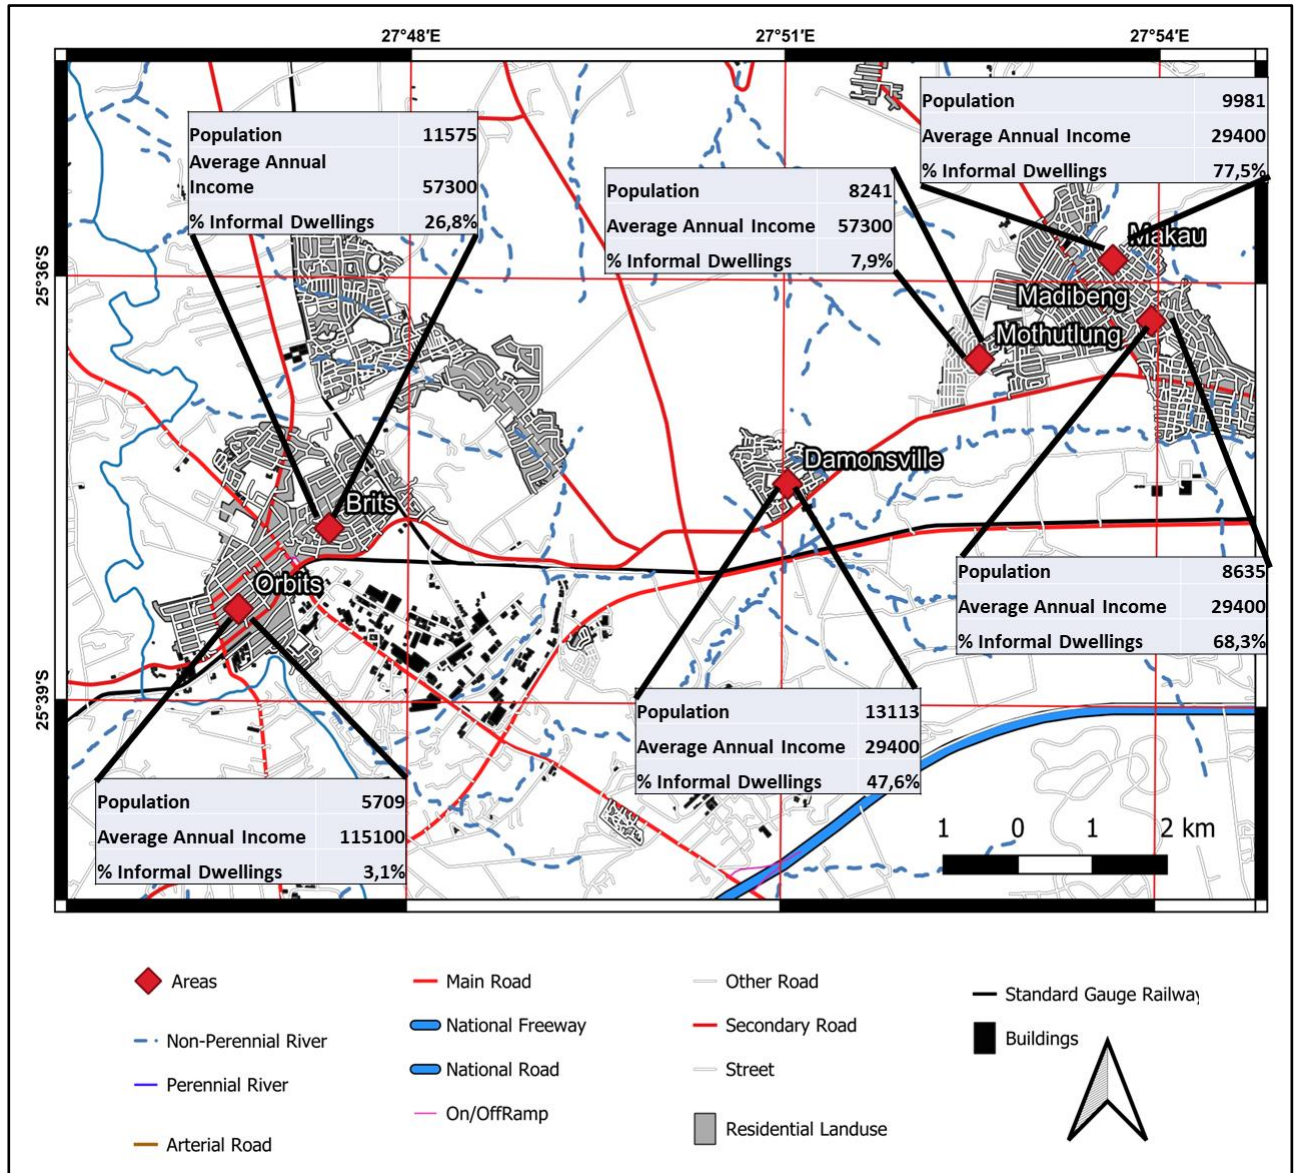 27°48'E 27°51'E 27°54'E
25°36'S
25°39'S
Population 11575
Average Annual
Income 57300
% Informal Dwellings 26,8%
Population 8241
Average Annual Income 57300
% Informal Dwellings 7,9%
Population 9981
Average Annual Income 29400
% Informal Dwellings 77,5%
Makau
Madibeng
Mothutlung
Damonsville
Brits
Orbits
Population 8635
Average Annual Income 29400
% Informal Dwellings 68,3%
Population 13113
Average Annual Income 29400
% Informal Dwellings 47,6%
Population 5709
Average Annual Income 115100
% Informal Dwellings 3,1%
1 0 1 2 km
Areas
Non-Perennial River
Perennial River
Arterial Road
Main Road
National Freeway
National Road
On/OffRamp
Other Road
Secondary Road
Street
Residential Landuse
Standard Gauge Railway
Buildings